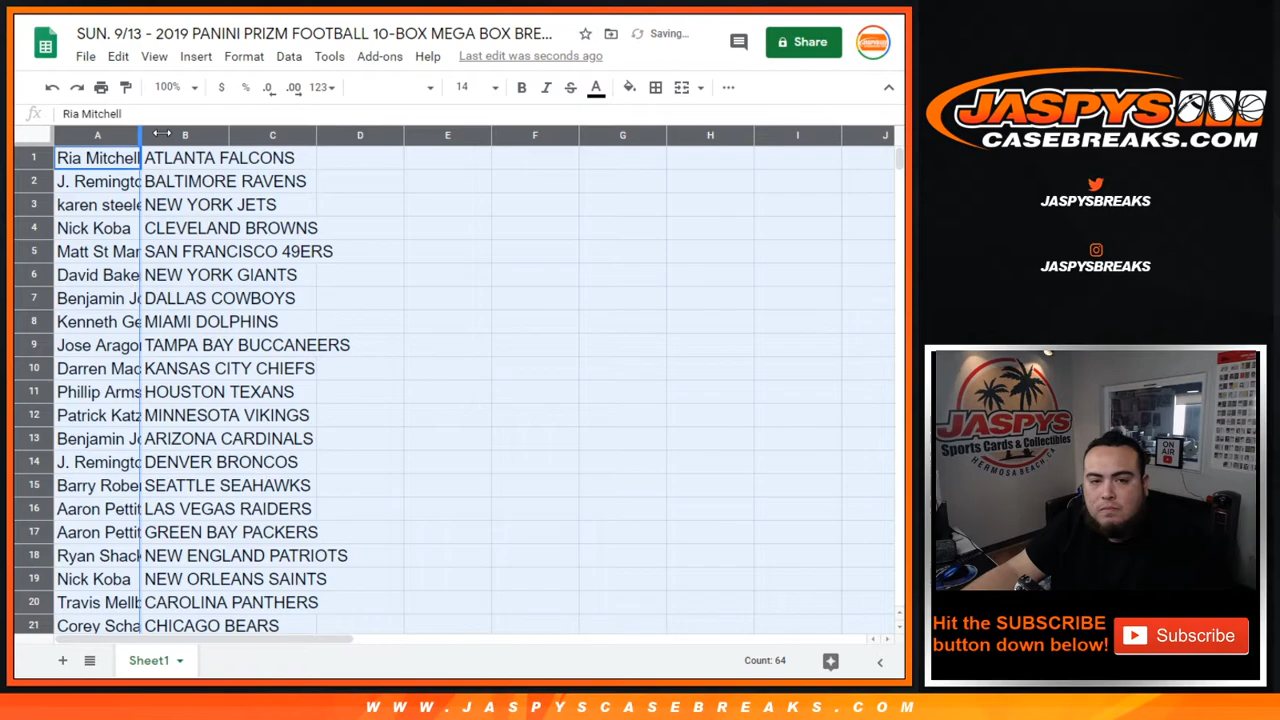 SUN. 9/13 - 2019 PANINI PRIZM FOOTBALL 10-BOX MEGA BOX BRE...
Saving...
Share
File Edit View Insert Format Data Tools Add-ons Help Last edit was seconds ago
100% $ % .0 .00 123 14 B I S A
fx Ria Mitchell
A B C D E F G H I J
1 Ria Mitchell ATLANTA FALCONS
2 J. Remingto BALTIMORE RAVENS
3 karen steele NEW YORK JETS
4 Nick Koba CLEVELAND BROWNS
5 Matt St Mar SAN FRANCISCO 49ERS
6 David Bake NEW YORK GIANTS
7 Benjamin Jo DALLAS COWBOYS
8 Kenneth Ge MIAMI DOLPHINS
9 Jose Arago TAMPA BAY BUCCANEERS
10 Darren Mac KANSAS CITY CHIEFS
11 Phillip Arms HOUSTON TEXANS
12 Patrick Katz MINNESOTA VIKINGS
13 Benjamin Jo ARIZONA CARDINALS
14 J. Remingto DENVER BRONCOS
15 Barry Robe SEATTLE SEAHAWKS
16 Aaron Pettit LAS VEGAS RAIDERS
17 Aaron Pettit GREEN BAY PACKERS
18 Ryan Shack NEW ENGLAND PATRIOTS
19 Nick Koba NEW ORLEANS SAINTS
20 Travis Mellb CAROLINA PANTHERS
21 Corey Scha CHICAGO BEARS
Sheet1
Count: 64
JASPYS
CASEBREAKS.COM
JASPYSBREAKS
JASPYSBREAKS
JASPYS
Sports Cards & Collectibles
HERMOSA BEACH, CA
ON AIR
Hit the SUBSCRIBE
button down below!
Subscribe
WWW.JASPYSCASEBREAKS.COM